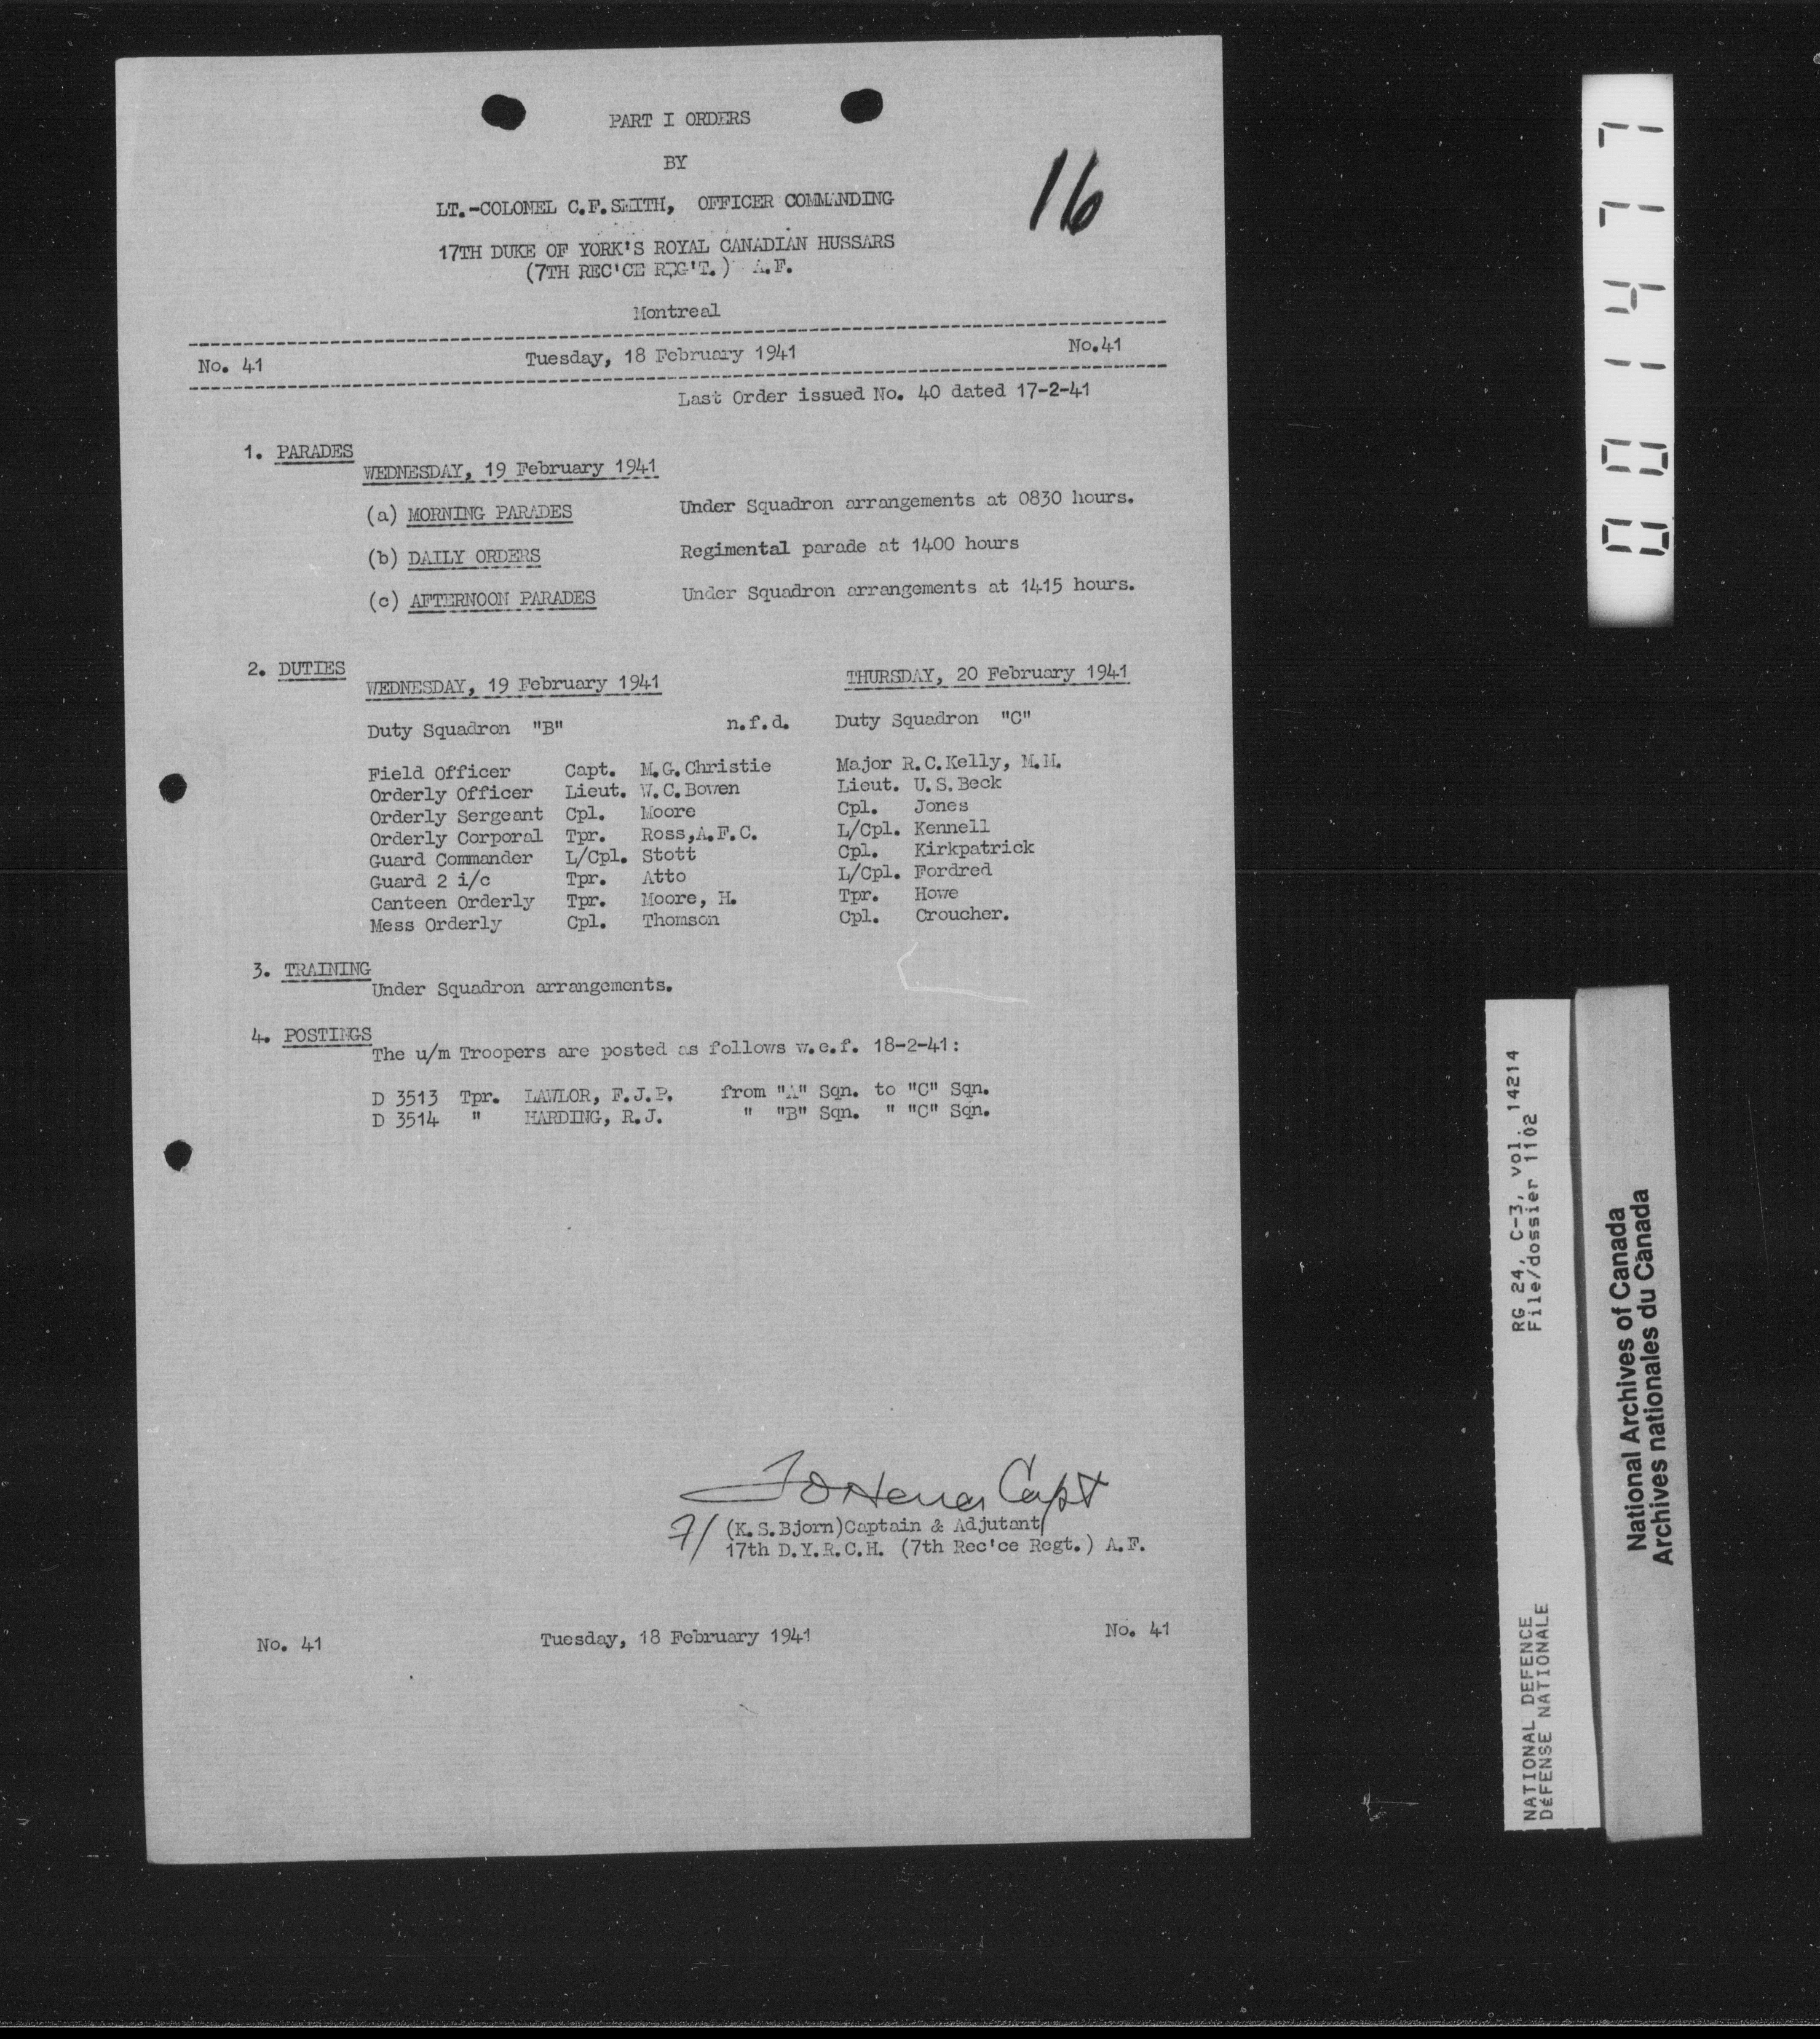 PART I ORDERS
BY
16
LT.-COLONEL C.F.SMITH, OFFICER COMMANDING
17TH DUKE OF YORK'S ROYAL CANADIAN HUSSARS
(7TH REC'CE REG'T.) A.F.
Montreal
No. 41 Tuesday, 18 February 1941 No.41
Last Order issued No. 40 dated 17-2-41
1. PARADES
WEDNESDAY, 19 February 1941
(a) MORNING PARADES Under Squadron arrangements at 0830 hours.
(b) DAILY ORDERS Regimental parade at 1400 hours
(c) AFTERNOON PARADES Under Squadron arrangements at 1415 hours.
2. DUTIES
WEDNESDAY, 19 February 1941 THURSDAY, 20 February 1941
Duty Squadron "B" n.f.d. Duty Squadron "C"
Field Officer Capt. M.G.Christie Major R.C.Kelly, M.M.
Orderly Officer Lieut. W.C.Bowen Lieut. U.S.Beck
Orderly Sergeant Cpl. Moore Cpl. Jones
Orderly Corporal Tpr. Ross,A.F.C. L/Cpl. Kennell
Guard Commander L/Cpl. Stott Cpl. Kirkpatrick
Guard 2 i/c Tpr. Atto L/Cpl. Fordred
Canteen Orderly Tpr. Moore, H. Tpr. Howe
Mess Orderly Cpl. Thomson Cpl. Croucher.
3. TRAINING
Under Squadron arrangements.
4. POSTINGS
The u/m Troopers are posted as follows w.e.f. 18-2-41:
D 3513 Tpr. LAWLOR, F.J.P. from "A" Sqn. to "C" Sqn.
D 3514 " HARDING, R.J. " "B" Sqn. " "C" Sqn.
Capt
(K.S.Bjorn)Captain & Adjutant
17th D.Y.R.C.H. (7th Rec'ce Regt.) A.F.
No. 41 Tuesday, 18 February 1941 No. 41
001477
RG 24, C-3, vol. 14214
File/dossier 1102
NATIONAL DEFENCE
DéFENSE NATIONALE
National Archives of Canada
Archives nationales du Canada